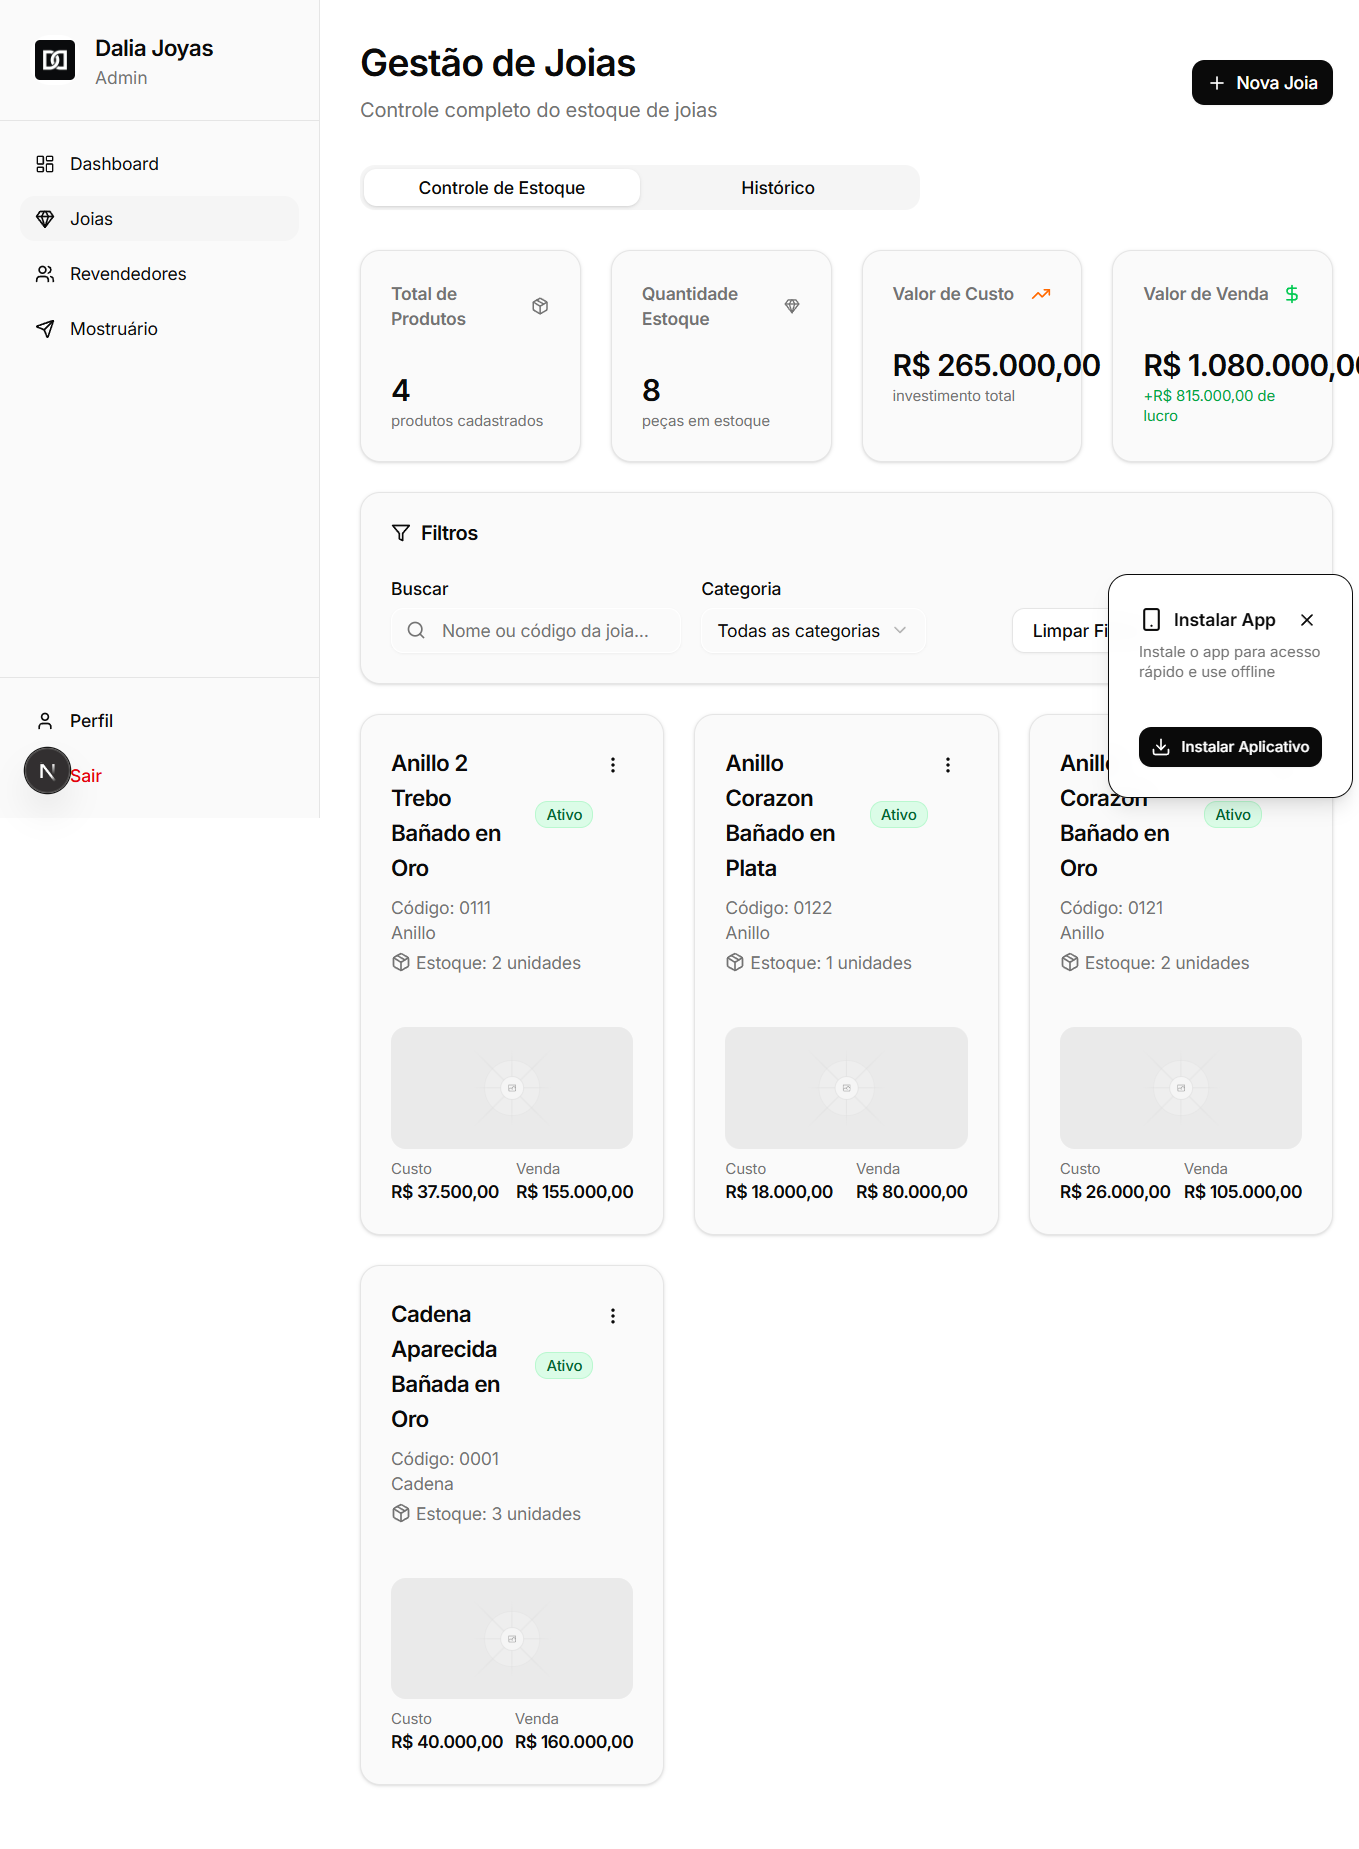 Dalia Joyas
Admin
Dashboard
Joias
Revendedores
Mostruário
Perfil
N
Sair
Gestão de Joias
Controle completo do estoque de joias
Nova Joia
Controle de Estoque
Histórico
Total de
Produtos
4
produtos cadastrados
Quantidade
Estoque
8
peças em estoque
Valor de Custo
R$ 265.000,00
investimento total
Valor de Venda
R$ 1.080.000,0
+R$ 815.000,00 de
lucro
Filtros
Buscar
Nome ou código da joia...
Categoria
Todas as categorias
Limpar Fi
Instalar App
Instale o app para acesso
rápido e use offline
Instalar Aplicativo
Anillo 2
Trebo
Bañado en
Oro
Ativo
Código: 0111
Anillo
Estoque: 2 unidades
Custo
R$ 37.500,00
Venda
R$ 155.000,00
Anillo
Corazon
Bañado en
Plata
Ativo
Código: 0122
Anillo
Estoque: 1 unidades
Custo
R$ 18.000,00
Venda
R$ 80.000,00
Anillo
Corazon
Bañado en
Oro
Ativo
Código: 0121
Anillo
Estoque: 2 unidades
Custo
R$ 26.000,00
Venda
R$ 105.000,00
Cadena
Aparecida
Bañada en
Oro
Ativo
Código: 0001
Cadena
Estoque: 3 unidades
Custo
R$ 40.000,00
Venda
R$ 160.000,00